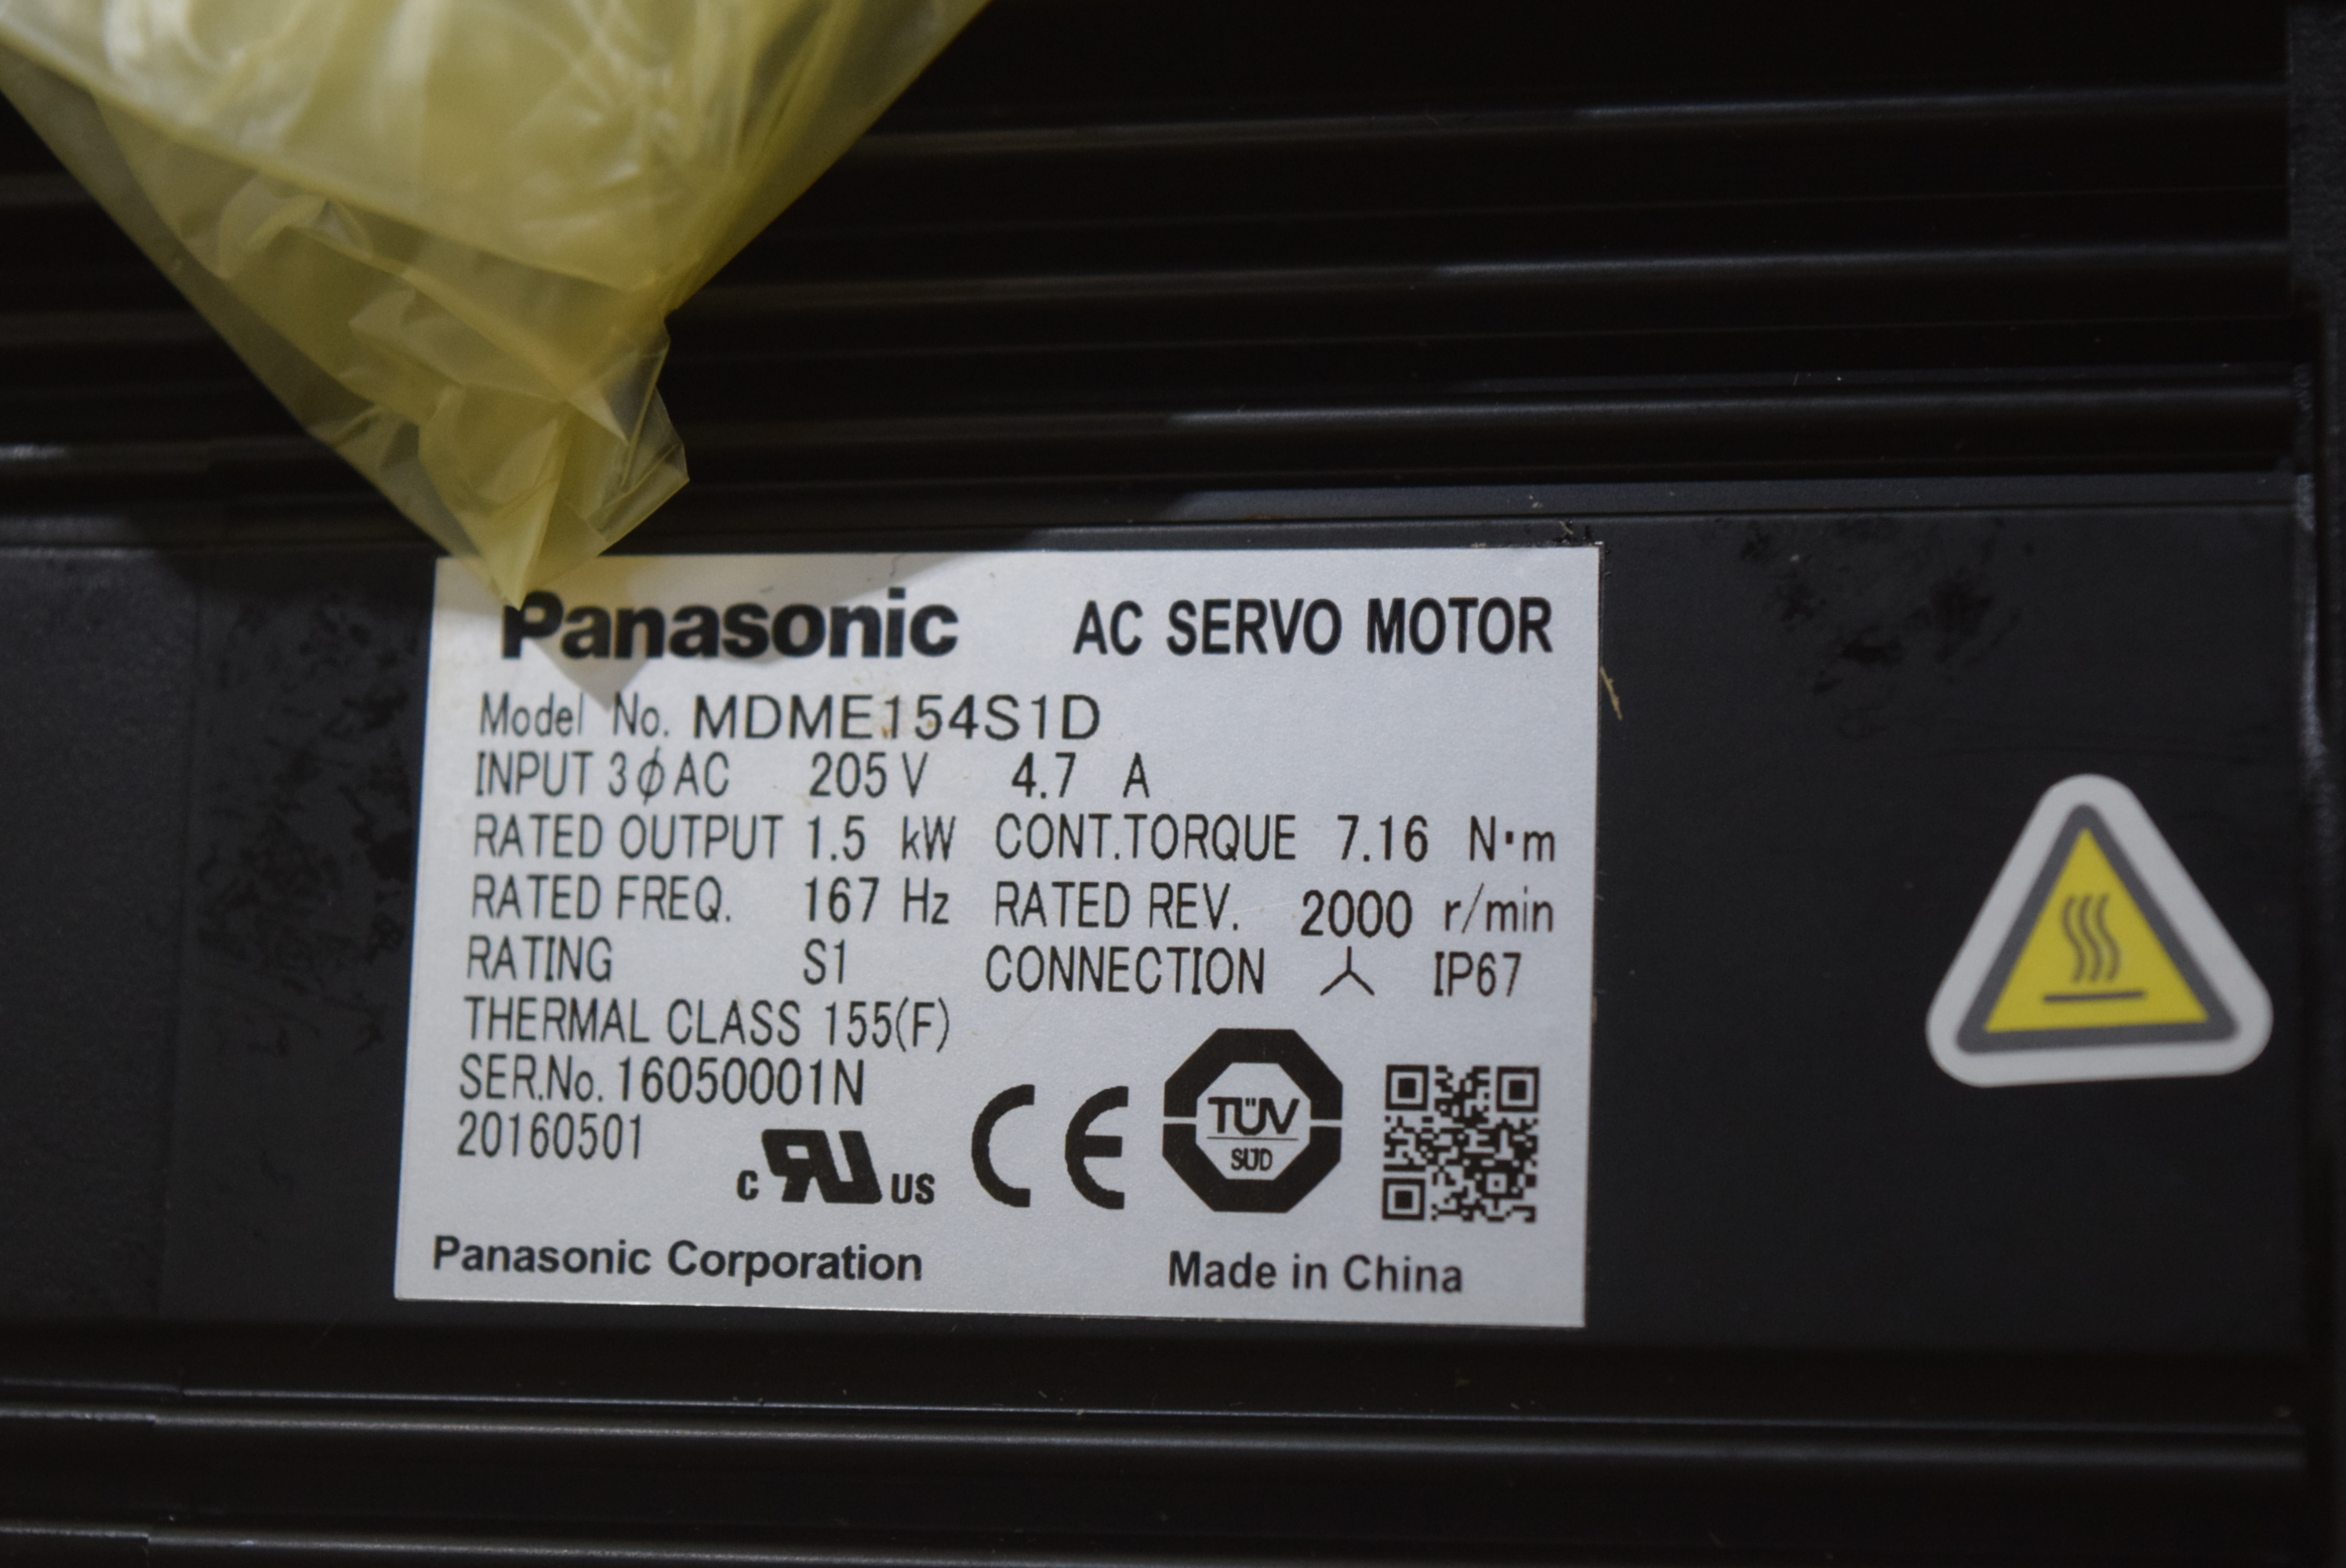 Panasonic AC SERVO MOTOR
Model No. MDME154S1D
INPUT 3ϕAC 205 V 4.7 A
RATED OUTPUT 1.5 kW CONT.TORQUE 7.16 N·m
RATED FREQ. 167 Hz RATED REV. 2000 r/min
RATING S1 CONNECTION IP67
THERMAL CLASS 155(F)
SER.No. 16050001N
20160501
c RU US CE TÜV SÜD
Panasonic Corporation Made in China